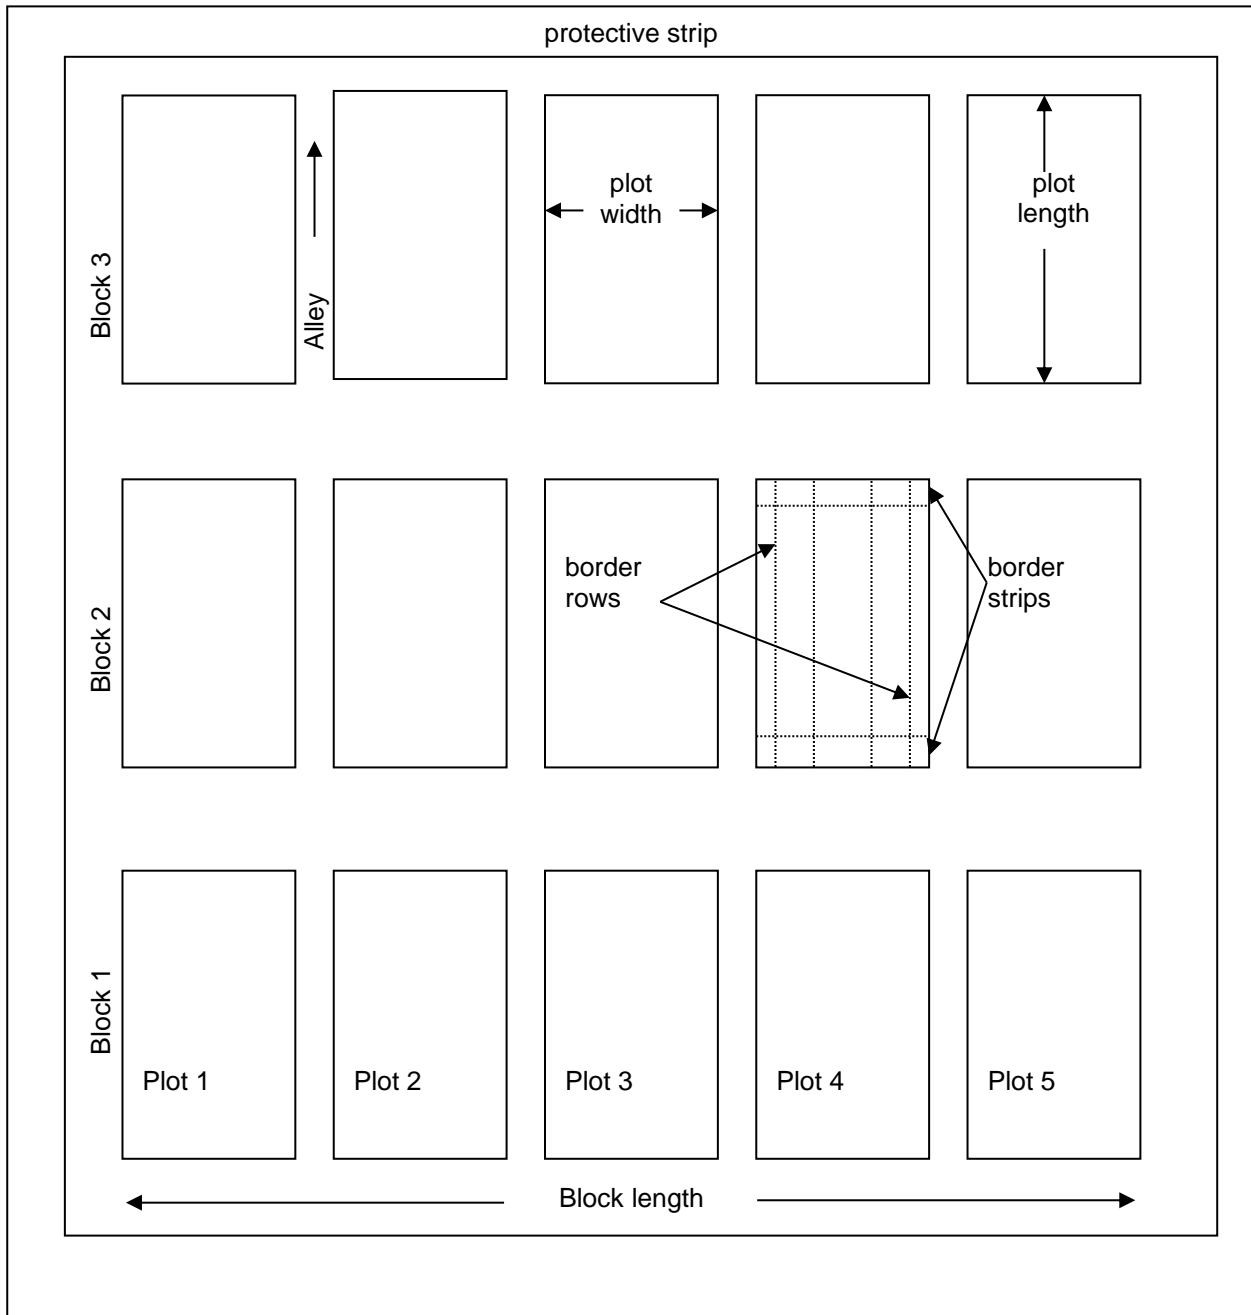 protective strip
Block 3
Alley
plot
width
plot
length
Block 2
border
rows
border
strips
Block 1
Plot 1
Plot 2
Plot 3
Plot 4
Plot 5
Block length